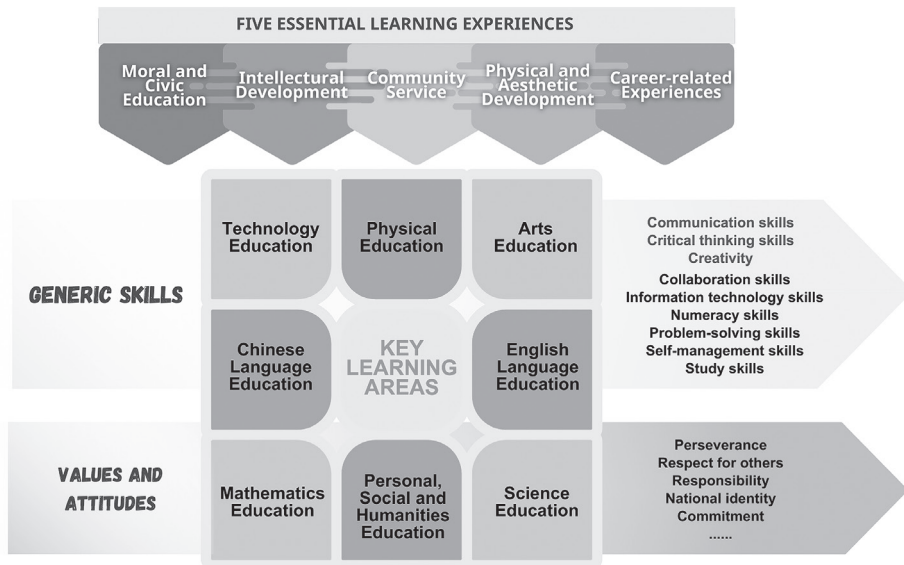 FIVE ESSENTIAL LEARNING EXPERIENCES
Moral and
Civic
Education
Intellectural
Development
Community
Service
Physical and
Aesthetic
Development
Career-related
Experiences
Technology
Education
Physical
Education
Arts
Education
GENERIC SKILLS
Communication skills
Critical thinking skills
Creativity
Collaboration skills
Information technology skills
Numeracy skills
Problem-solving skills
Self-management skills
Study skills
Chinese
Language
Education
KEY
LEARNING
AREAS
English
Language
Education
VALUES AND
ATTITUDES
Mathematics
Education
Personal,
Social and
Humanities
Education
Science
Education
Perseverance
Respect for others
Responsibility
National identity
Commitment
......